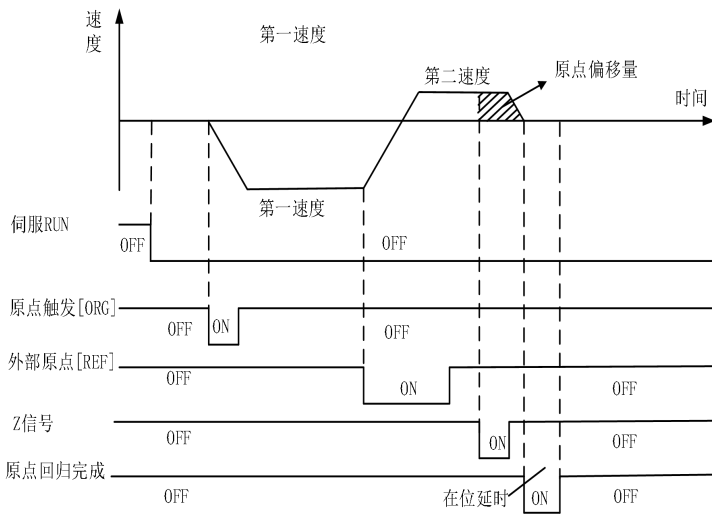 速度
第一速度
第二速度
原点偏移量
时间
第一速度
伺服RUN
OFF
OFF
原点触发[ORG]
OFF
ON
OFF
外部原点[REF]
OFF
ON
OFF
Z信号
OFF
ON
OFF
原点回归完成
OFF
在位延时
ON
OFF